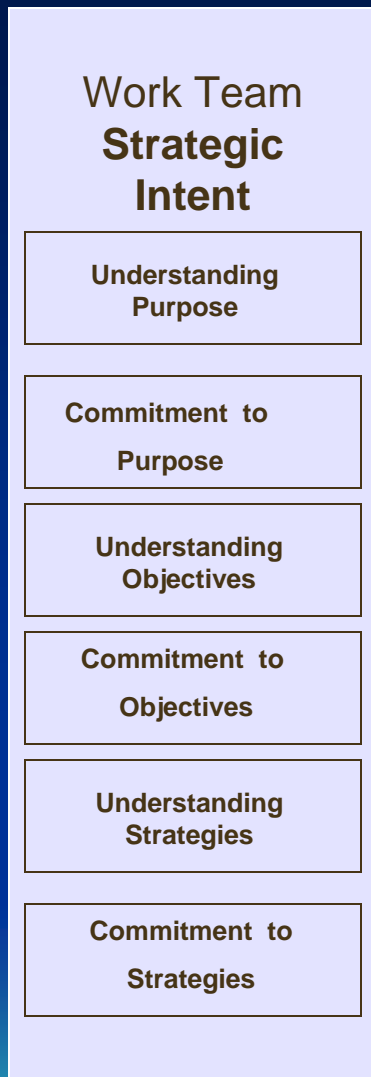 Work Team
Strategic
Intent
Understanding
Purpose
Commitment to
Purpose
Understanding
Objectives
Commitment to
Objectives
Understanding
Strategies
Commitment to
Strategies